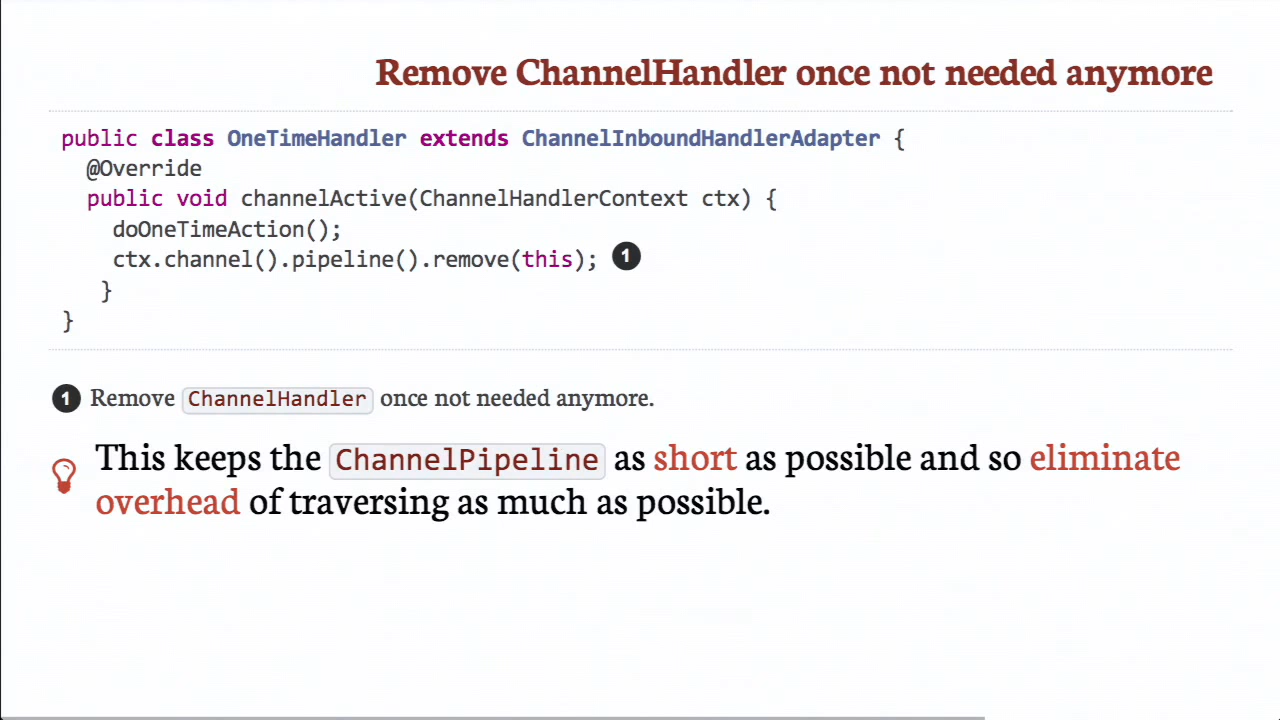 Remove ChannelHandler once not needed anymore
public class OneTimeHandler extends ChannelInboundHandlerAdapter {
@Override
public void channelActive(ChannelHandlerContext ctx) {
doOneTimeAction();
ctx.channel().pipeline().remove(this); 1
}
}
1 Remove ChannelHandler once not needed anymore.
This keeps the ChannelPipeline as short as possible and so eliminate
overhead of traversing as much as possible.